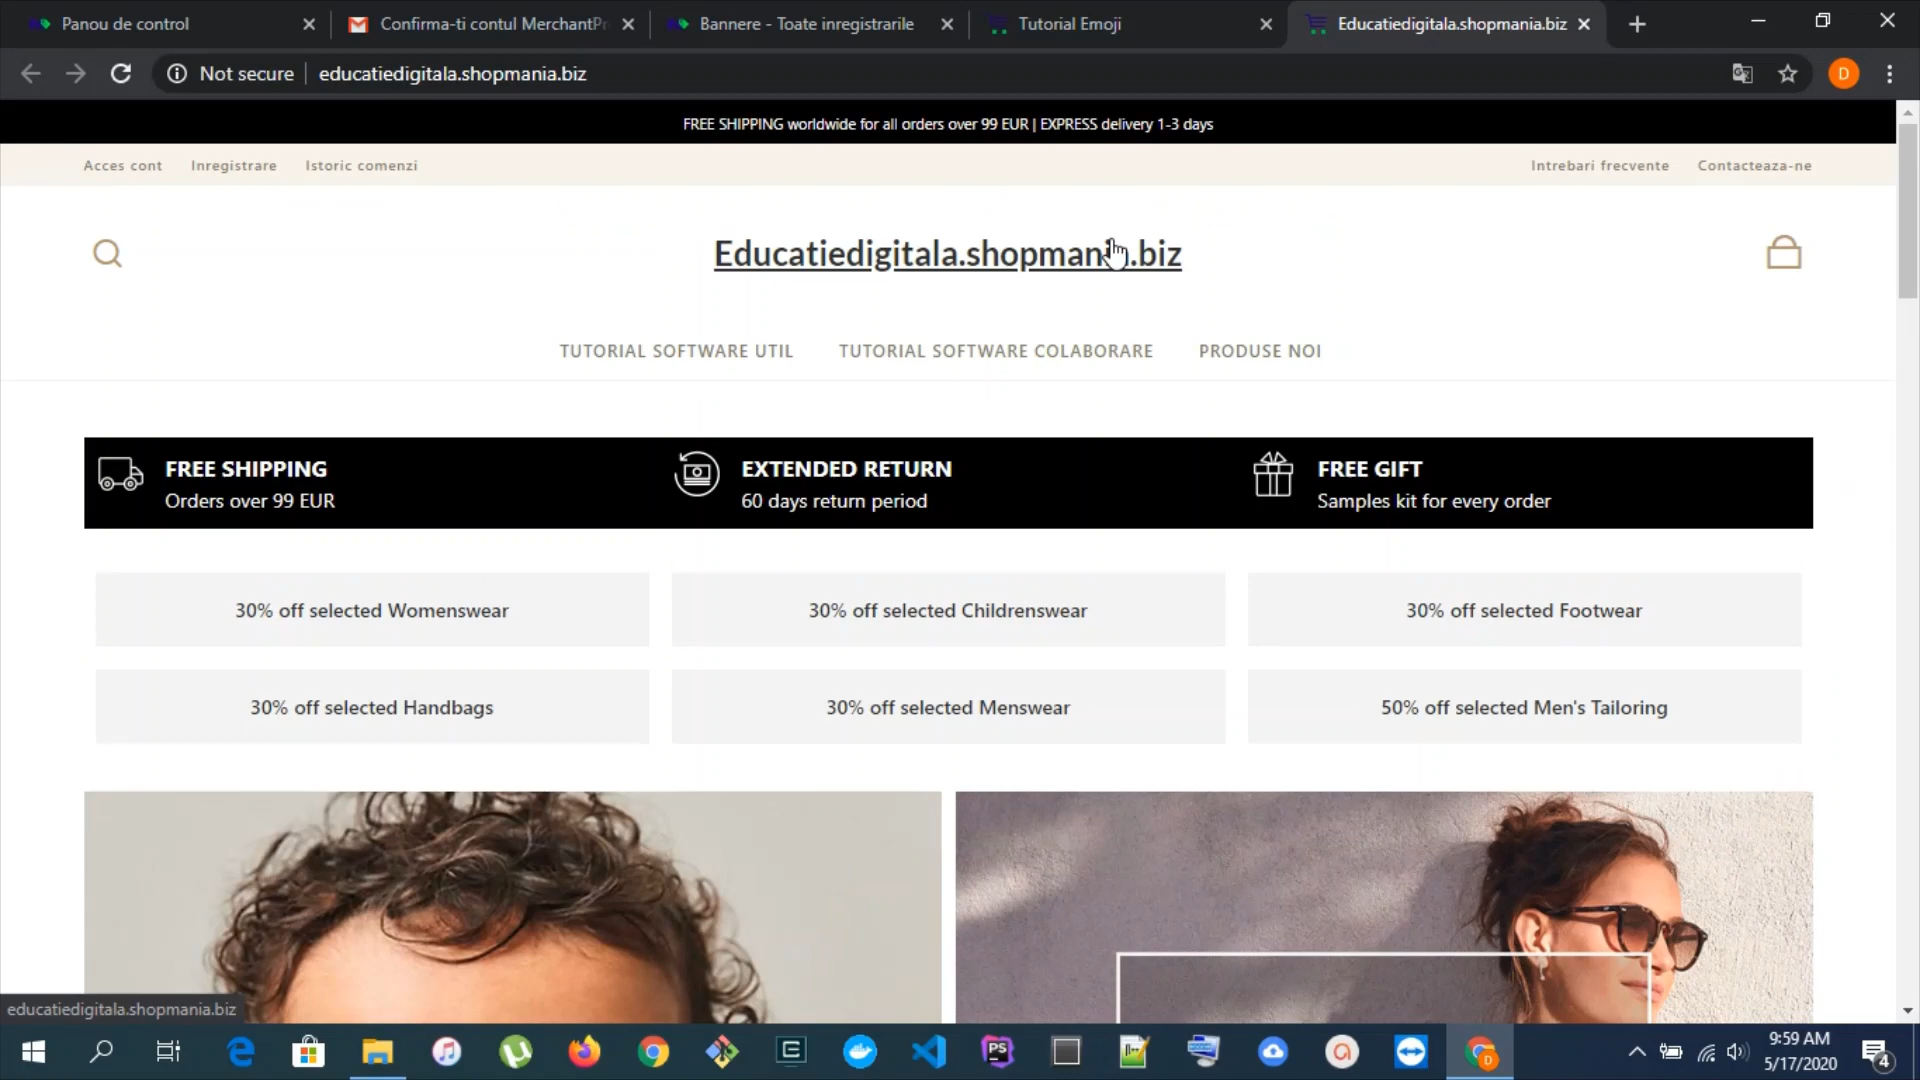 Panou de control
Confirma-ti contul MerchantPr
Bannere - Toate inregistrarile
Tutorial Emoji
Educatiedigitala.shopmania.biz
Not secure
educatiedigitala.shopmania.biz
D
FREE SHIPPING worldwide for all orders over 99 EUR | EXPRESS delivery 1-3 days
Acces cont
Inregistrare
Istoric comenzi
Intrebari frecvente
Contacteaza-ne
Educatiedigitala.shopmania.biz
TUTORIAL SOFTWARE UTIL
TUTORIAL SOFTWARE COLABORARE
PRODUSE NOI
FREE SHIPPING
Orders over 99 EUR
EXTENDED RETURN
60 days return period
FREE GIFT
Samples kit for every order
30% off selected Womenswear
30% off selected Childrenswear
30% off selected Footwear
30% off selected Handbags
30% off selected Menswear
50% off selected Men's Tailoring
educatiedigitala.shopmania.biz
PS
D
9:59 AM
5/17/2020
4